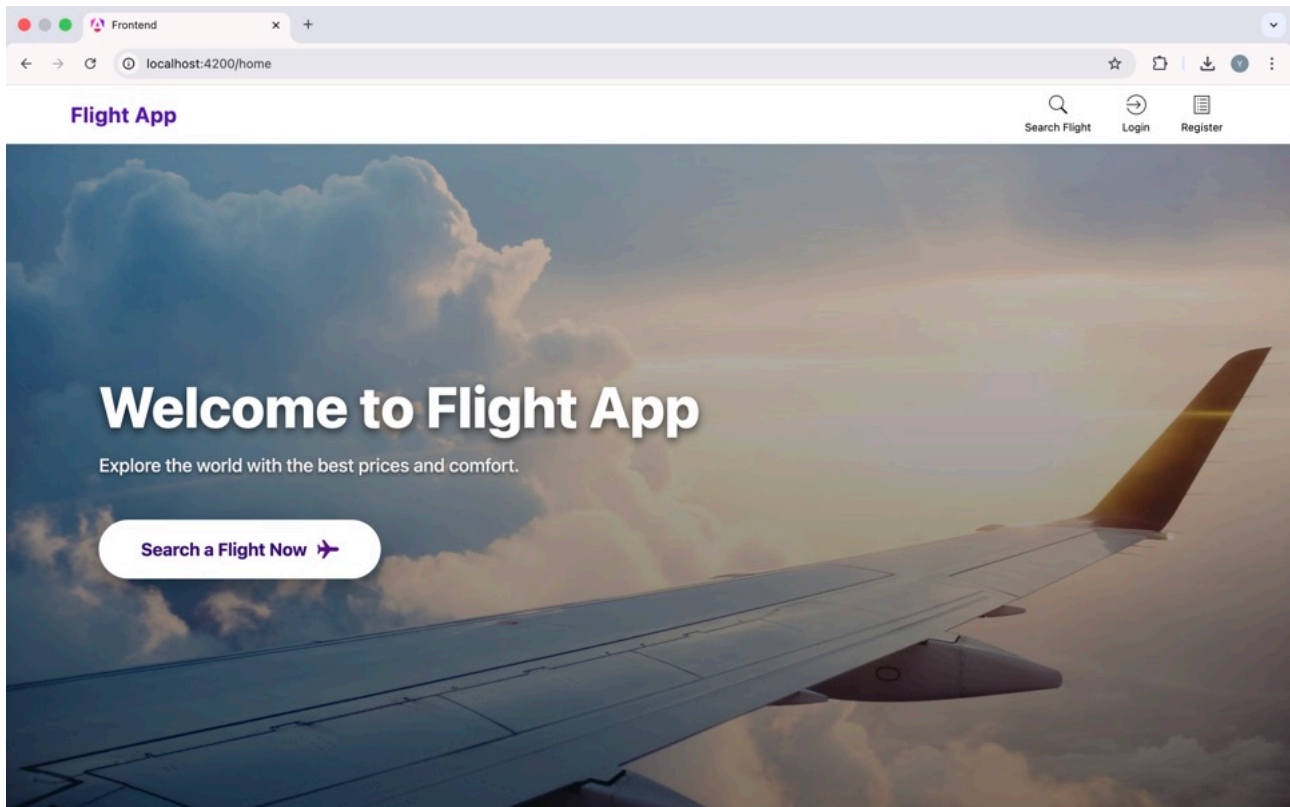 Frontend
localhost:4200/home
Y
Flight App
Search Flight
Login
Register
Welcome to Flight App
Explore the world with the best prices and comfort.
Search a Flight Now